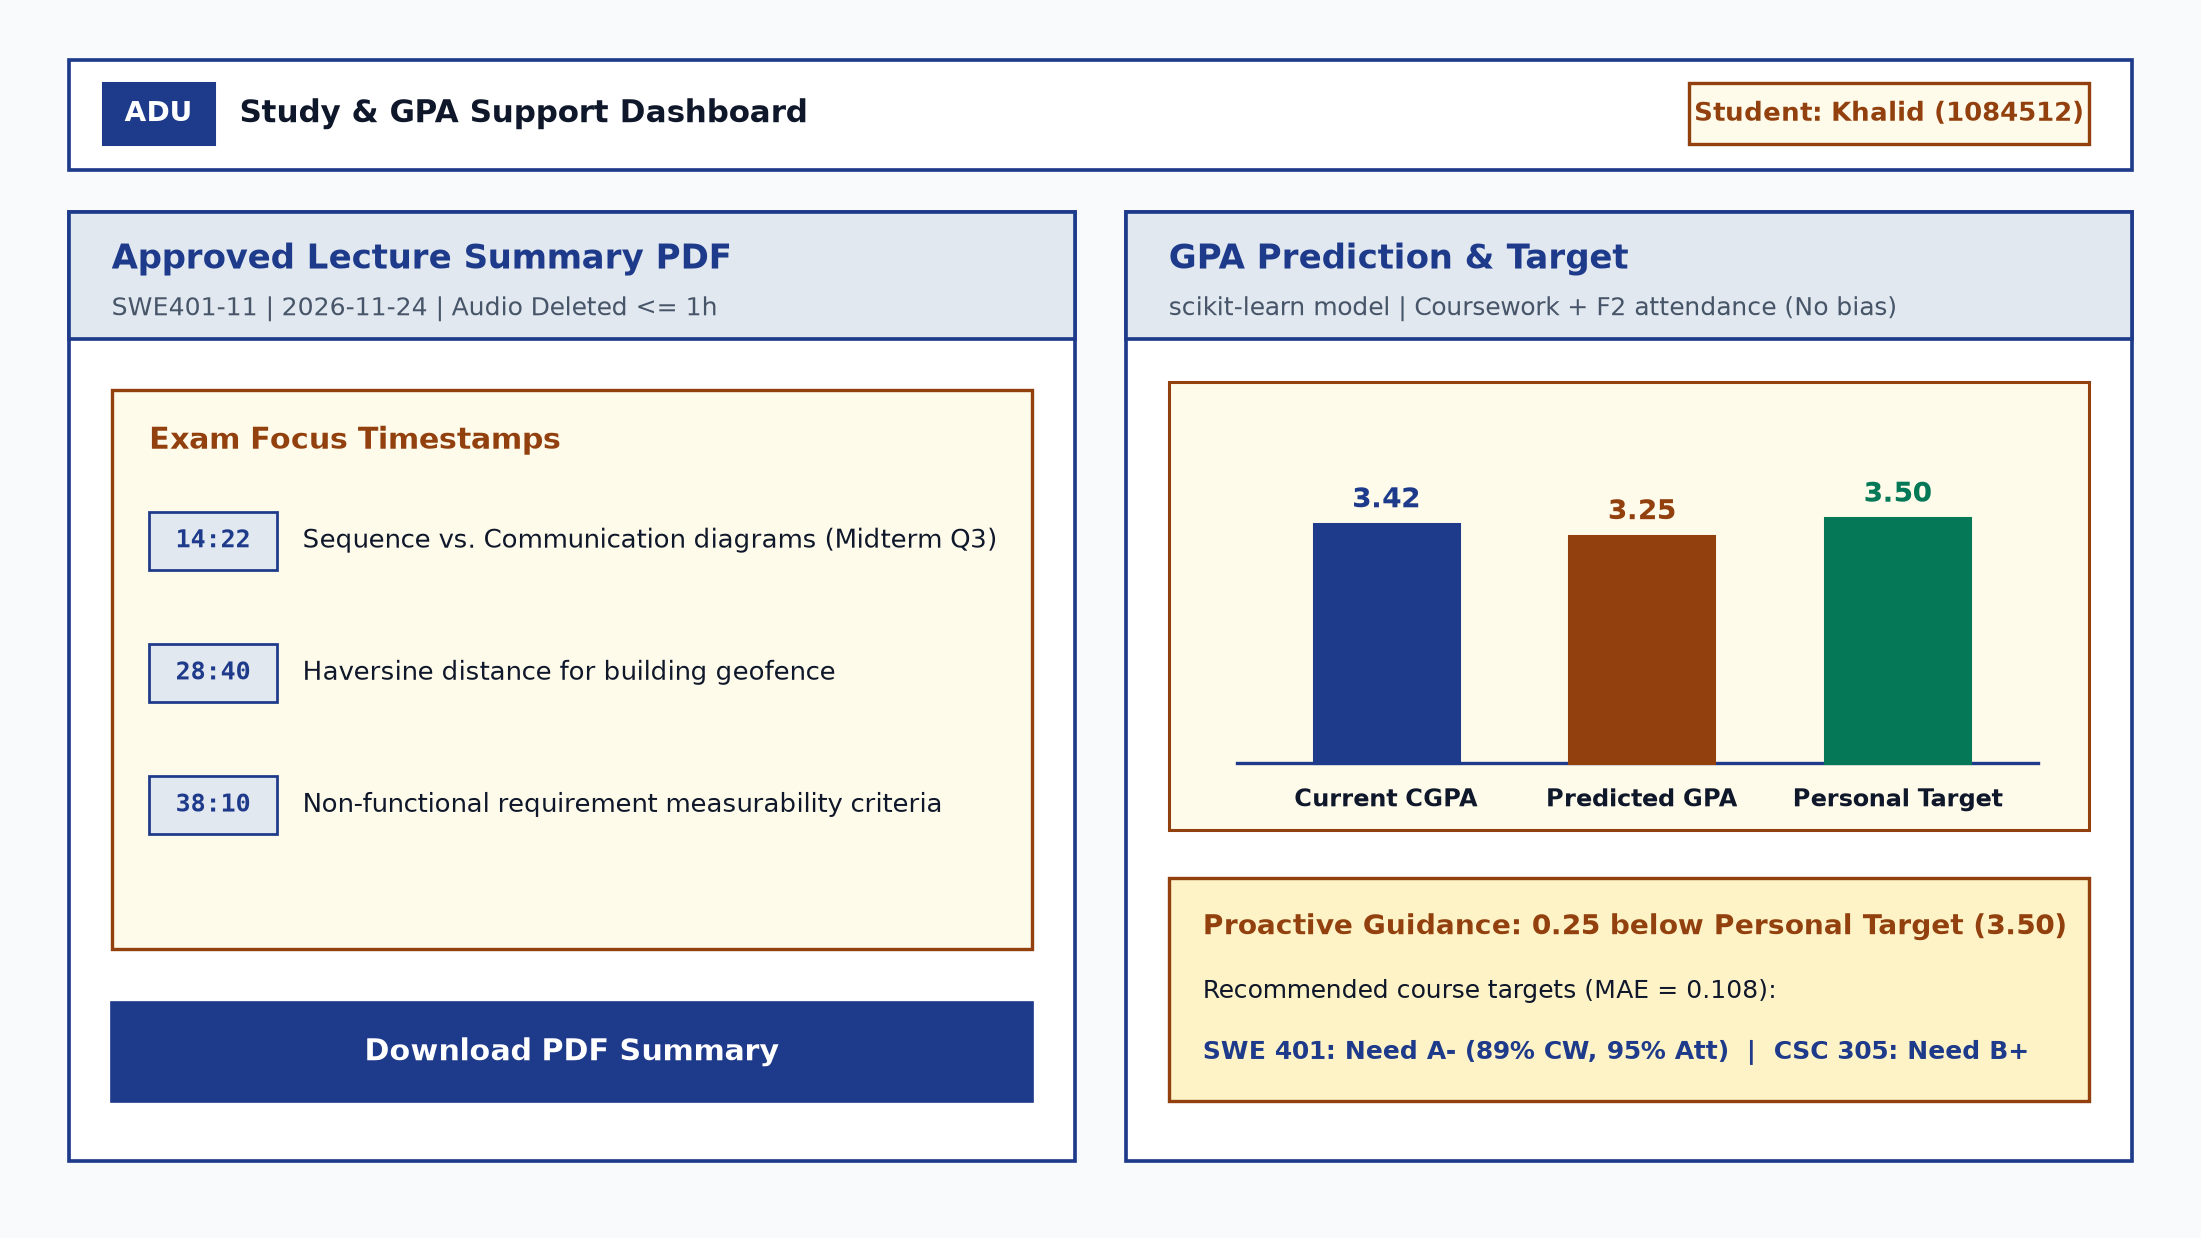 ADU
Study & GPA Support Dashboard
Student: Khalid (1084512)
Approved Lecture Summary PDF
SWE401-11 | 2026-11-24 | Audio Deleted <= 1h
Exam Focus Timestamps
14:22 Sequence vs. Communication diagrams (Midterm Q3)
28:40 Haversine distance for building geofence
38:10 Non-functional requirement measurability criteria
Download PDF Summary
GPA Prediction & Target
scikit-learn model | Coursework + F2 attendance (No bias)
3.42 3.25 3.50
Current CGPA Predicted GPA Personal Target
Proactive Guidance: 0.25 below Personal Target (3.50)
Recommended course targets (MAE = 0.108):
SWE 401: Need A- (89% CW, 95% Att) | CSC 305: Need B+